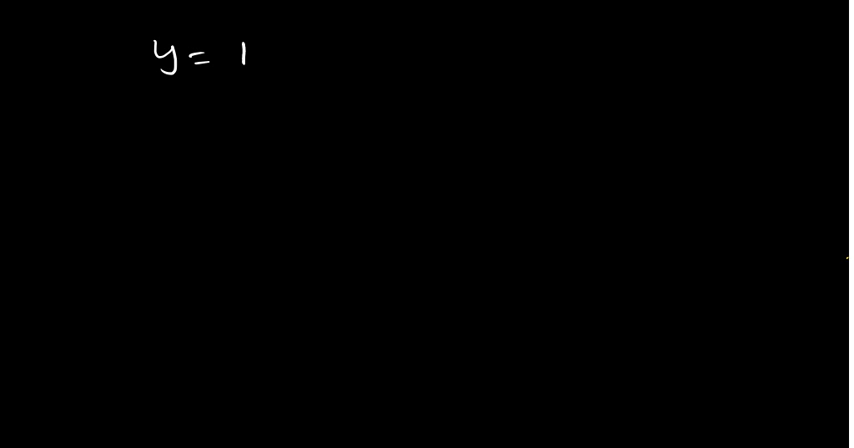 y = 1